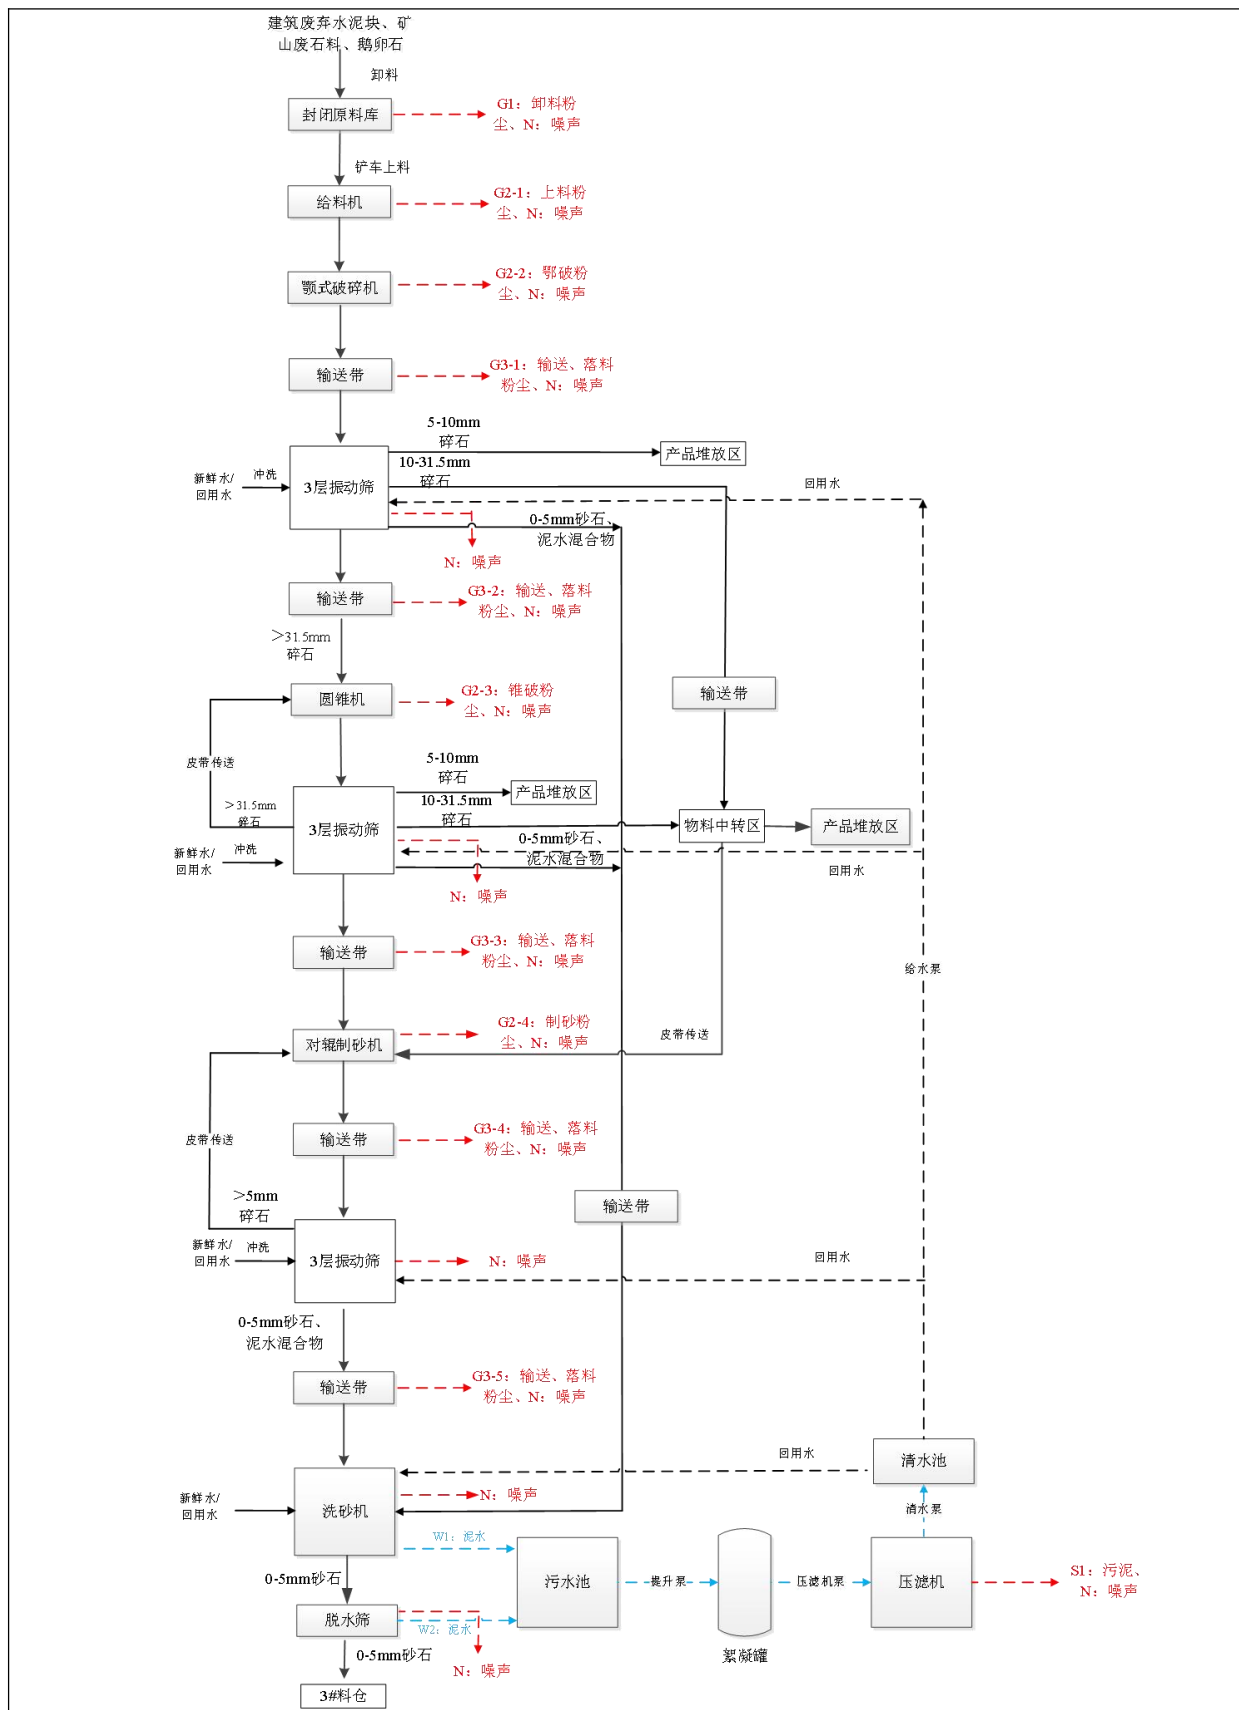 建筑废弃水泥块、矿
山废石料、鹅卵石
卸料
封闭原料库
G1：卸料粉
尘、N：噪声
铲车上料
给料机
G2-1：上料粉
尘、N：噪声
颚式破碎机
G2-2：鄂破粉
尘、N：噪声
输送带
G3-1：输送、落料
粉尘、N：噪声
5-10mm
碎石
产品堆放区
10-31.5mm
碎石
新鲜水/
回用水
冲洗
3层振动筛
回用水
0-5mm砂石、
泥水混合物
N：噪声
输送带
G3-2：输送、落料
粉尘、N：噪声
＞31.5mm
碎石
圆锥机
G2-3：锥破粉
尘、N：噪声
输送带
皮带传送
5-10mm
碎石
产品堆放区
10-31.5mm
碎石
＞31.5mm
碎石
3层振动筛
物料中转区
产品堆放区
0-5mm砂石、
泥水混合物
新鲜水/
回用水
冲洗
回用水
N：噪声
输送带
G3-3：输送、落料
粉尘、N：噪声
给水泵
对辊制砂机
G2-4：制砂粉
尘、N：噪声
皮带传送
输送带
G3-4：输送、落料
粉尘、N：噪声
皮带传送
＞5mm
碎石
输送带
新鲜水/
回用水
冲洗
3层振动筛
N：噪声
回用水
0-5mm砂石、
泥水混合物
输送带
G3-5：输送、落料
粉尘、N：噪声
回用水
清水池
新鲜水/
回用水
洗砂机
N：噪声
清水泵
W1：泥水
0-5mm砂石
污水池
提升泵
压滤机泵
压滤机
S1：污泥、
N：噪声
脱水筛
W2：泥水
絮凝罐
0-5mm砂石
N：噪声
3#料仓